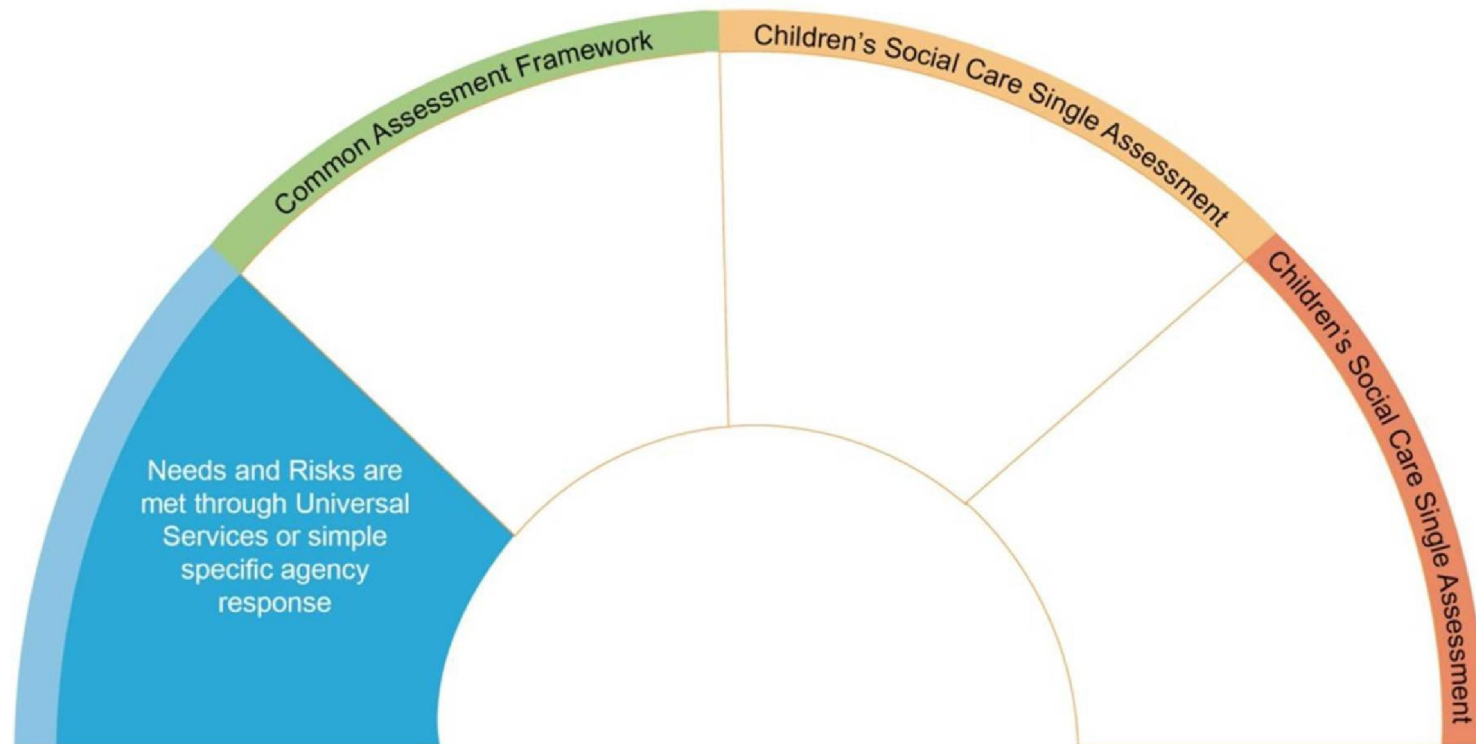 Common Assessment Framework
Children's Social Care Single Assessment
Children's Social Care Single Assessment
Needs and Risks are
met through Universal
Services or simple
specific agency
response